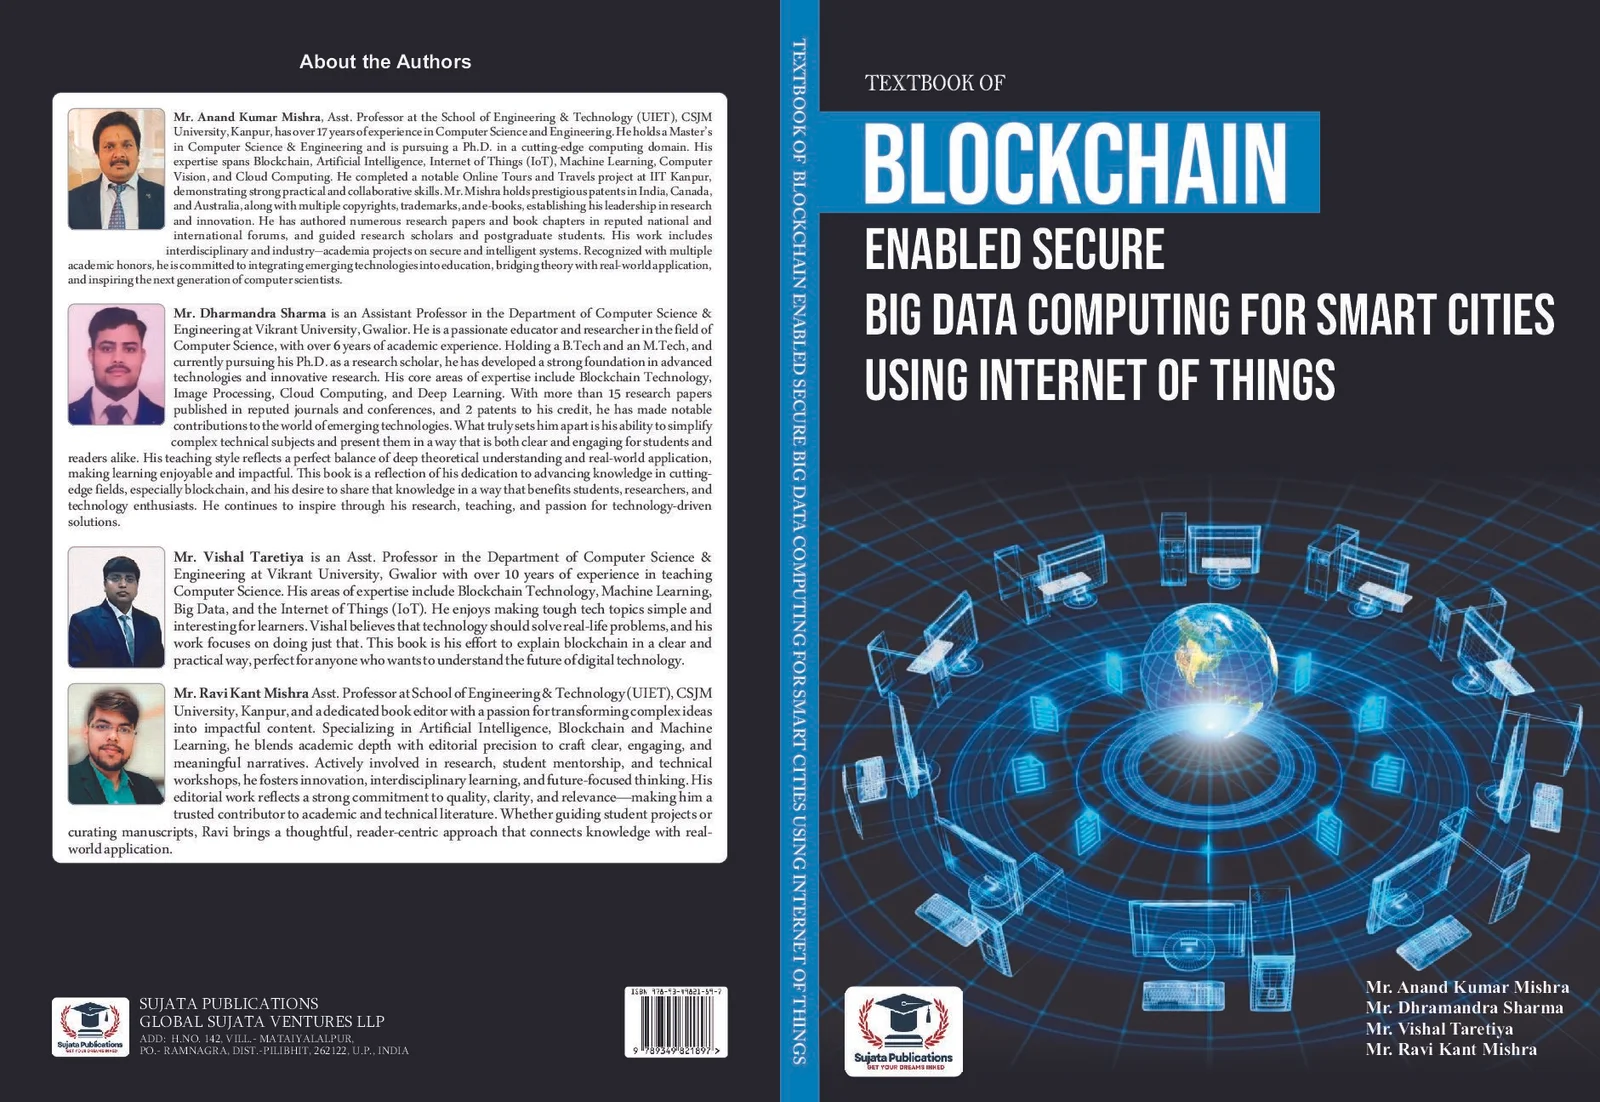 About the Authors
Mr. Anand Kumar Mishra, Asst. Professor at the School of Engineering & Technology (UIET), CSJM
University, Kanpur, has over 17 years of experience in Computer Science and Engineering. He holds a Master's
in Computer Science & Engineering and is pursuing a Ph.D. in a cutting-edge computing domain. His
expertise spans Blockchain, Artificial Intelligence, Internet of Things (IoT), Machine Learning, Computer
Vision, and Cloud Computing. He completed a notable Online Tours and Travels project at IIT Kanpur,
demonstrating strong practical and collaborative skills. Mr. Mishra holds prestigious patents in India, Canada,
and Australia, along with multiple copyrights, trademarks, and e-books, establishing his leadership in research
and innovation. He has authored numerous research papers and book chapters in reputed national and
international forums, and guided research scholars and postgraduate students. His work includes
interdisciplinary and industry–academia projects on secure and intelligent systems. Recognized with multiple
academic honors, he is committed to integrating emerging technologies into education, bridging theory with real-world application,
and inspiring the next generation of computer scientists.
Mr. Dharmandra Sharma is an Assistant Professor in the Department of Computer Science &
Engineering at Vikrant University, Gwalior. He is a passionate educator and researcher in the field of
Computer Science, with over 6 years of academic experience. Holding a B.Tech and an M.Tech, and
currently pursuing his Ph.D. as a research scholar, he has developed a strong foundation in advanced
technologies and innovative research. His core areas of expertise include Blockchain Technology,
Image Processing, Cloud Computing, and Deep Learning. With more than 15 research papers
published in reputed journals and conferences, and 2 patents to his credit, he has made notable
contributions to the world of emerging technologies. What truly sets him apart is his ability to simplify
complex technical subjects and present them in a way that is both clear and engaging for students and
readers alike. His teaching style reflects a perfect balance of deep theoretical understanding and real-world application,
making learning enjoyable and impactful. This book is a reflection of his dedication to advancing knowledge in cutting-
edge fields, especially blockchain, and his desire to share that knowledge in a way that benefits students, researchers, and
technology enthusiasts. He continues to inspire through his research, teaching, and passion for technology-driven
solutions.
Mr. Vishal Taretiya is an Asst. Professor in the Department of Computer Science &
Engineering at Vikrant University, Gwalior with over 10 years of experience in teaching
Computer Science. His areas of expertise include Blockchain Technology, Machine Learning,
Big Data, and the Internet of Things (IoT). He enjoys making tough tech topics simple and
interesting for learners. Vishal believes that technology should solve real-life problems, and his
work focuses on doing just that. This book is his effort to explain blockchain in a clear and
practical way, perfect for anyone who wants to understand the future of digital technology.
Mr. Ravi Kant Mishra Asst. Professor at School of Engineering & Technology (UIET), CSJM
University, Kanpur, and a dedicated book editor with a passion for transforming complex ideas
into impactful content. Specializing in Artificial Intelligence, Blockchain and Machine
Learning, he blends academic depth with editorial precision to craft clear, engaging, and
meaningful narratives. Actively involved in research, student mentorship, and technical
workshops, he fosters innovation, interdisciplinary learning, and future-focused thinking. His
editorial work reflects a strong commitment to quality, clarity, and relevance—making him a
trusted contributor to academic and technical literature. Whether guiding student projects or
curating manuscripts, Ravi brings a thoughtful, reader-centric approach that connects knowledge with real-
world application.
Sujata Publications
GET YOUR DREAMS INKED
SUJATA PUBLICATIONS
GLOBAL SUJATA VENTURES LLP
ADD: H.NO. 142, VILL.- MATAIYALALPUR,
PO.- RAMNAGRA, DIST.-PILIBHIT, 262122, U.P., INDIA
ISBN 978-93-49821-89-7
9 789349 821897 >
TEXTBOOK OF BLOCKCHAIN ENABLED SECURE BIG DATA COMPUTING FOR SMART CITIES USING INTERNET OF THINGS
TEXTBOOK OF
BLOCKCHAIN
ENABLED SECURE
BIG DATA COMPUTING FOR SMART CITIES
USING INTERNET OF THINGS
Sujata Publications
GET YOUR DREAMS INKED
Mr. Anand Kumar Mishra
Mr. Dhramandra Sharma
Mr. Vishal Taretiya
Mr. Ravi Kant Mishra